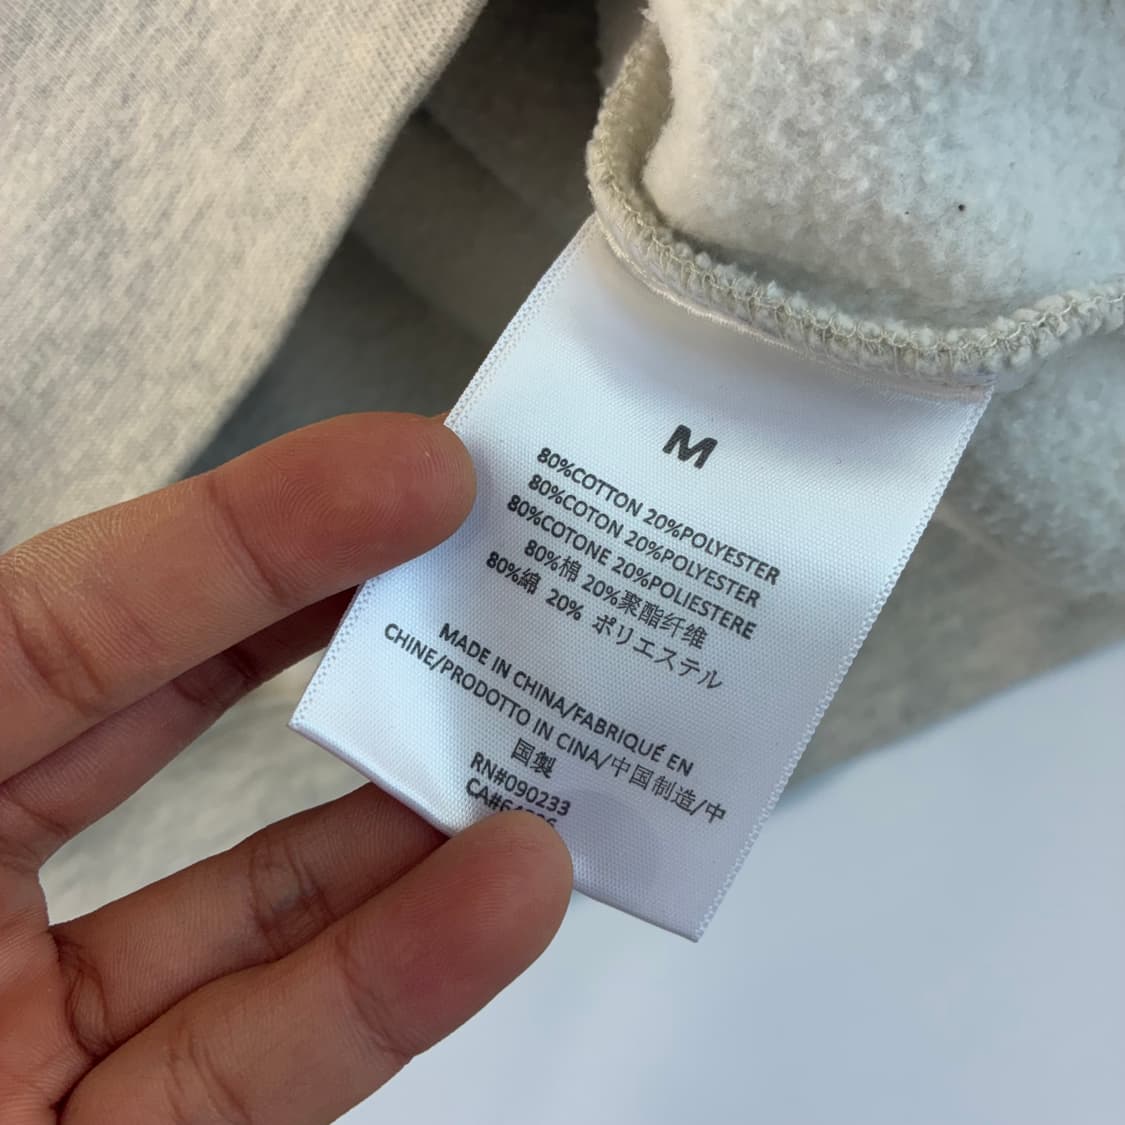 M
80%COTTON 20%POLYESTER
80%COTON 20%POLYESTER
80%COTONE 20%POLIESTERE
80%棉 20%聚酯纤维
80%綿 20% ポリエステル
MADE IN CHINA/FABRIQUÉ EN
CHINE/PRODOTTO IN CINA/中国制造/中
国製
RN#090233